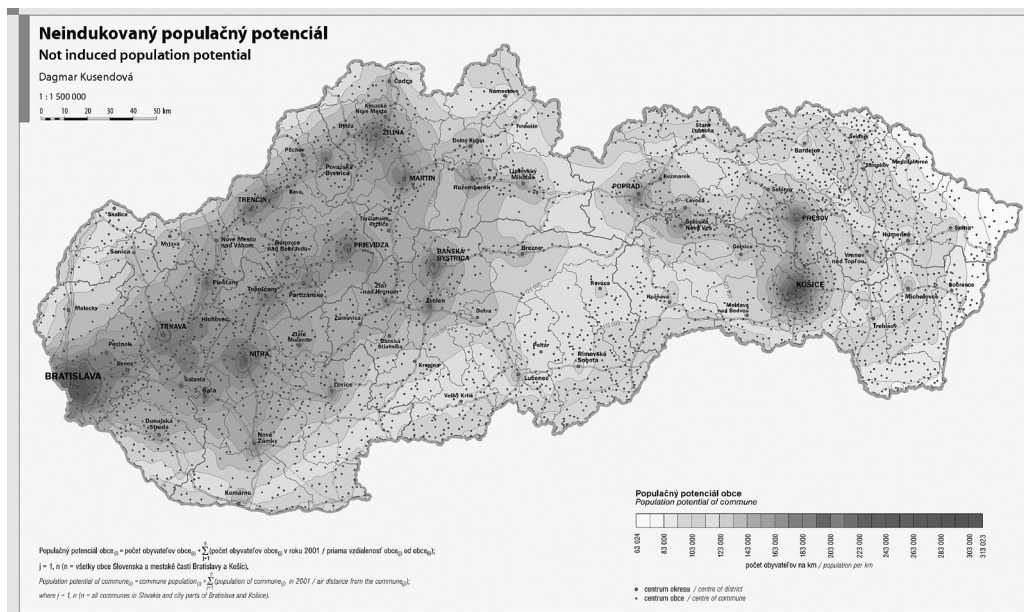 Neindukovaný populačný potenciál
Not induced population potential
Dagmar Kusendová
1 : 1 500 000
0 10 20 30 40 50 km
Čadca
Kysucké
Nové Mesto
Námestovo
Bytča
ŽILINA
Tvrdošín
Stará
Ľubovňa
Svidník
Dolný Kubín
Bardejov
Púchov
Považská
Bystrica
Stropkov
Medzilaborce
MARTIN
Liptovský
Mikuláš
Kežmarok
Ružomberok
POPRAD
Sabinov
Ilava
TRENČÍN
Levoča
Skalica
Turčianske
Teplice
Spišská
Nová Ves
PREŠOV
Snina
Myjava
Nové Mesto
nad Váhom
Bánovce
nad Bebravou
PRIEVIDZA
Humenné
Senica
BANSKÁ
BYSTRICA
Brezno
Gelnica
Vranov
nad Topľou
Piešťany
Topoľčany
Partizánske
Žiar
nad Hronom
Revúca
KOŠICE
Sobrance
Zvolen
Rožňava
Michalovce
Malacky
Hlohovec
Žarnovica
Detva
Moldava
nad Bodvou
TRNAVA
Zlaté
Moravce
Banská
Štiavnica
Trebišov
Pezinok
Poltár
NITRA
Rimavská
Sobota
Senec
Krupina
BRATISLAVA
Galanta
Šaľa
Levice
Lučenec
Veľký Krtíš
Dunajská
Streda
Nové
Zámky
Komárno
Populačný potenciál obce
Population potential of commune
63 024 83 000 103 000 123 000 143 000 163 000 183 000 203 000 223 000 243 000 263 000 283 000 303 000 313 023
počet obyvateľov na km / population per km
centrum okresu / centre of district
centrum obce / centre of commune
Populačný potenciál obce(i) = počet obyvateľov obce(i) + Σ (počet obyvateľov obce(j) v roku 2001 / priama vzdialenosť obce(j) od obce(i));
j = 1, n (n = všetky obce Slovenska a mestské časti Bratislavy a Košíc).
Population potential of commune(i) = commune population(i) + Σ (population of commune(j) in 2001 / air distance from the commune(j));
where j = 1, n (n = all communes in Slovakia and city parts of Bratislava and Košice).